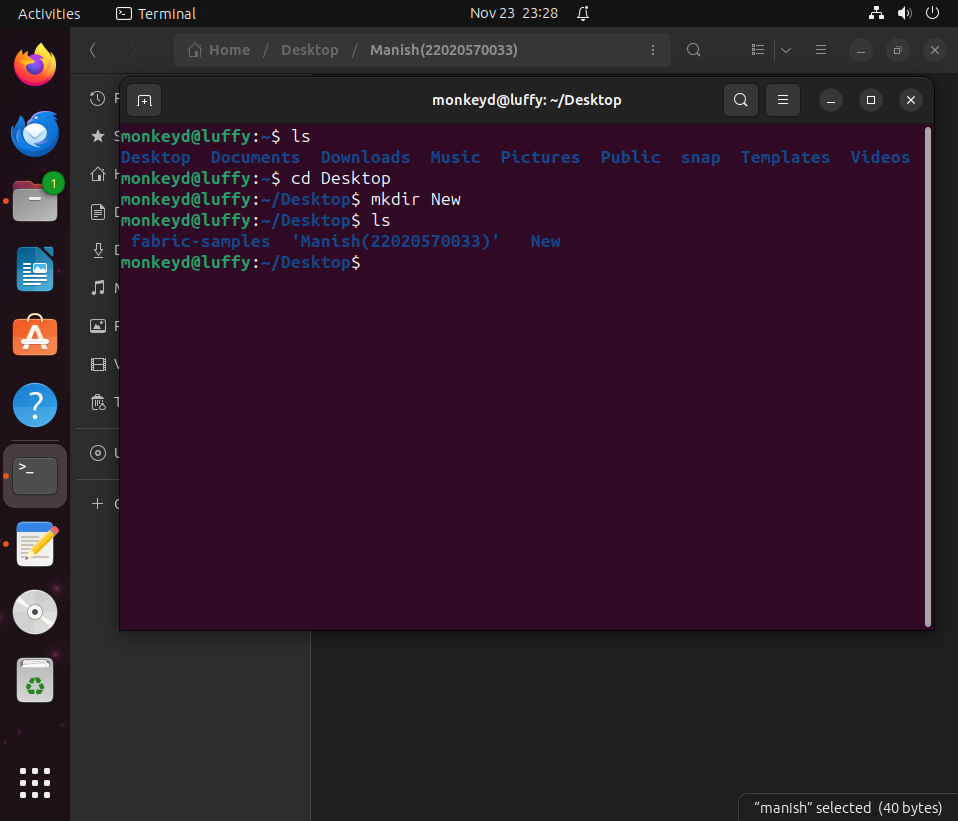 Activities Terminal Nov 23 23:28
Home / Desktop / Manish(22020570033)
monkeyd@luffy: ~/Desktop
1
monkeyd@luffy:~$ ls
Desktop Documents Downloads Music Pictures Public snap Templates Videos
monkeyd@luffy:~$ cd Desktop
monkeyd@luffy:~/Desktop$ mkdir New
monkeyd@luffy:~/Desktop$ ls
fabric-samples 'Manish(22020570033)' New
monkeyd@luffy:~/Desktop$
?
>_
“manish” selected (40 bytes)